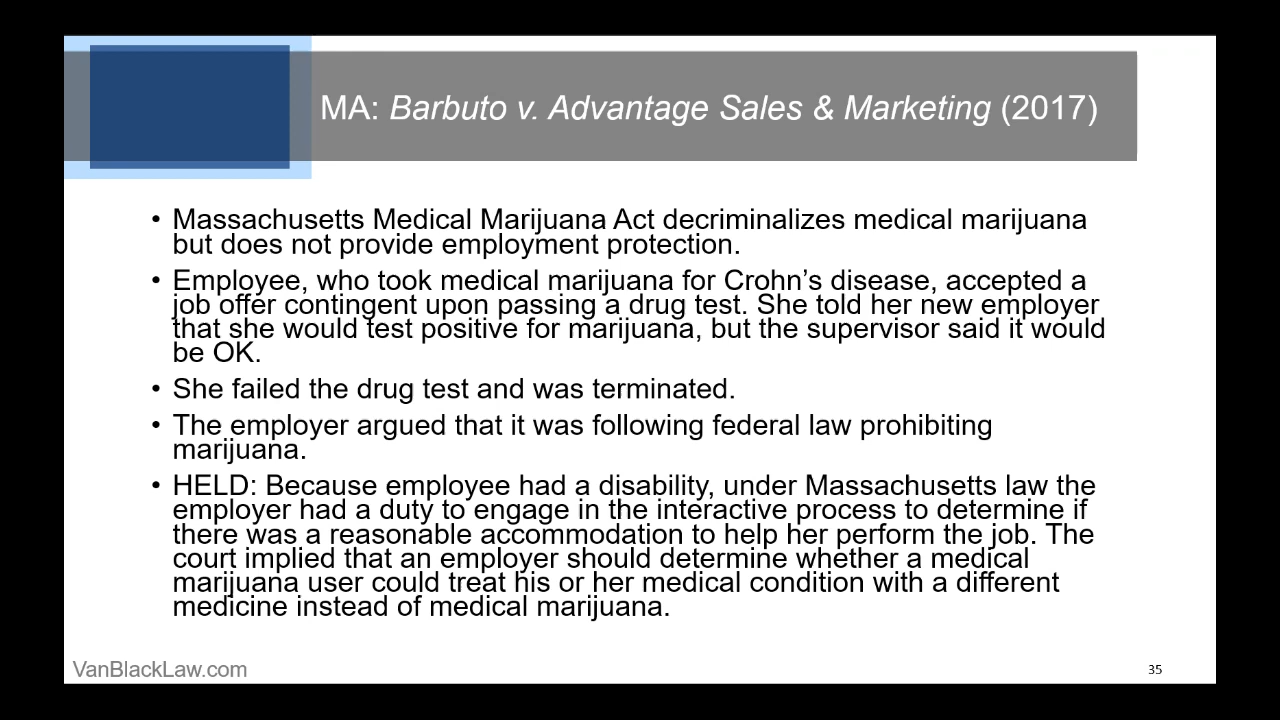 MA: Barbuto v. Advantage Sales & Marketing (2017)
• Massachusetts Medical Marijuana Act decriminalizes medical marijuana
but does not provide employment protection.
• Employee, who took medical marijuana for Crohn’s disease, accepted a
job offer contingent upon passing a drug test. She told her new employer
that she would test positive for marijuana, but the supervisor said it would
be OK.
• She failed the drug test and was terminated.
• The employer argued that it was following federal law prohibiting
marijuana.
• HELD: Because employee had a disability, under Massachusetts law the
employer had a duty to engage in the interactive process to determine if
there was a reasonable accommodation to help her perform the job. The
court implied that an employer should determine whether a medical
marijuana user could treat his or her medical condition with a different
medicine instead of medical marijuana.
VanBlackLaw.com
35